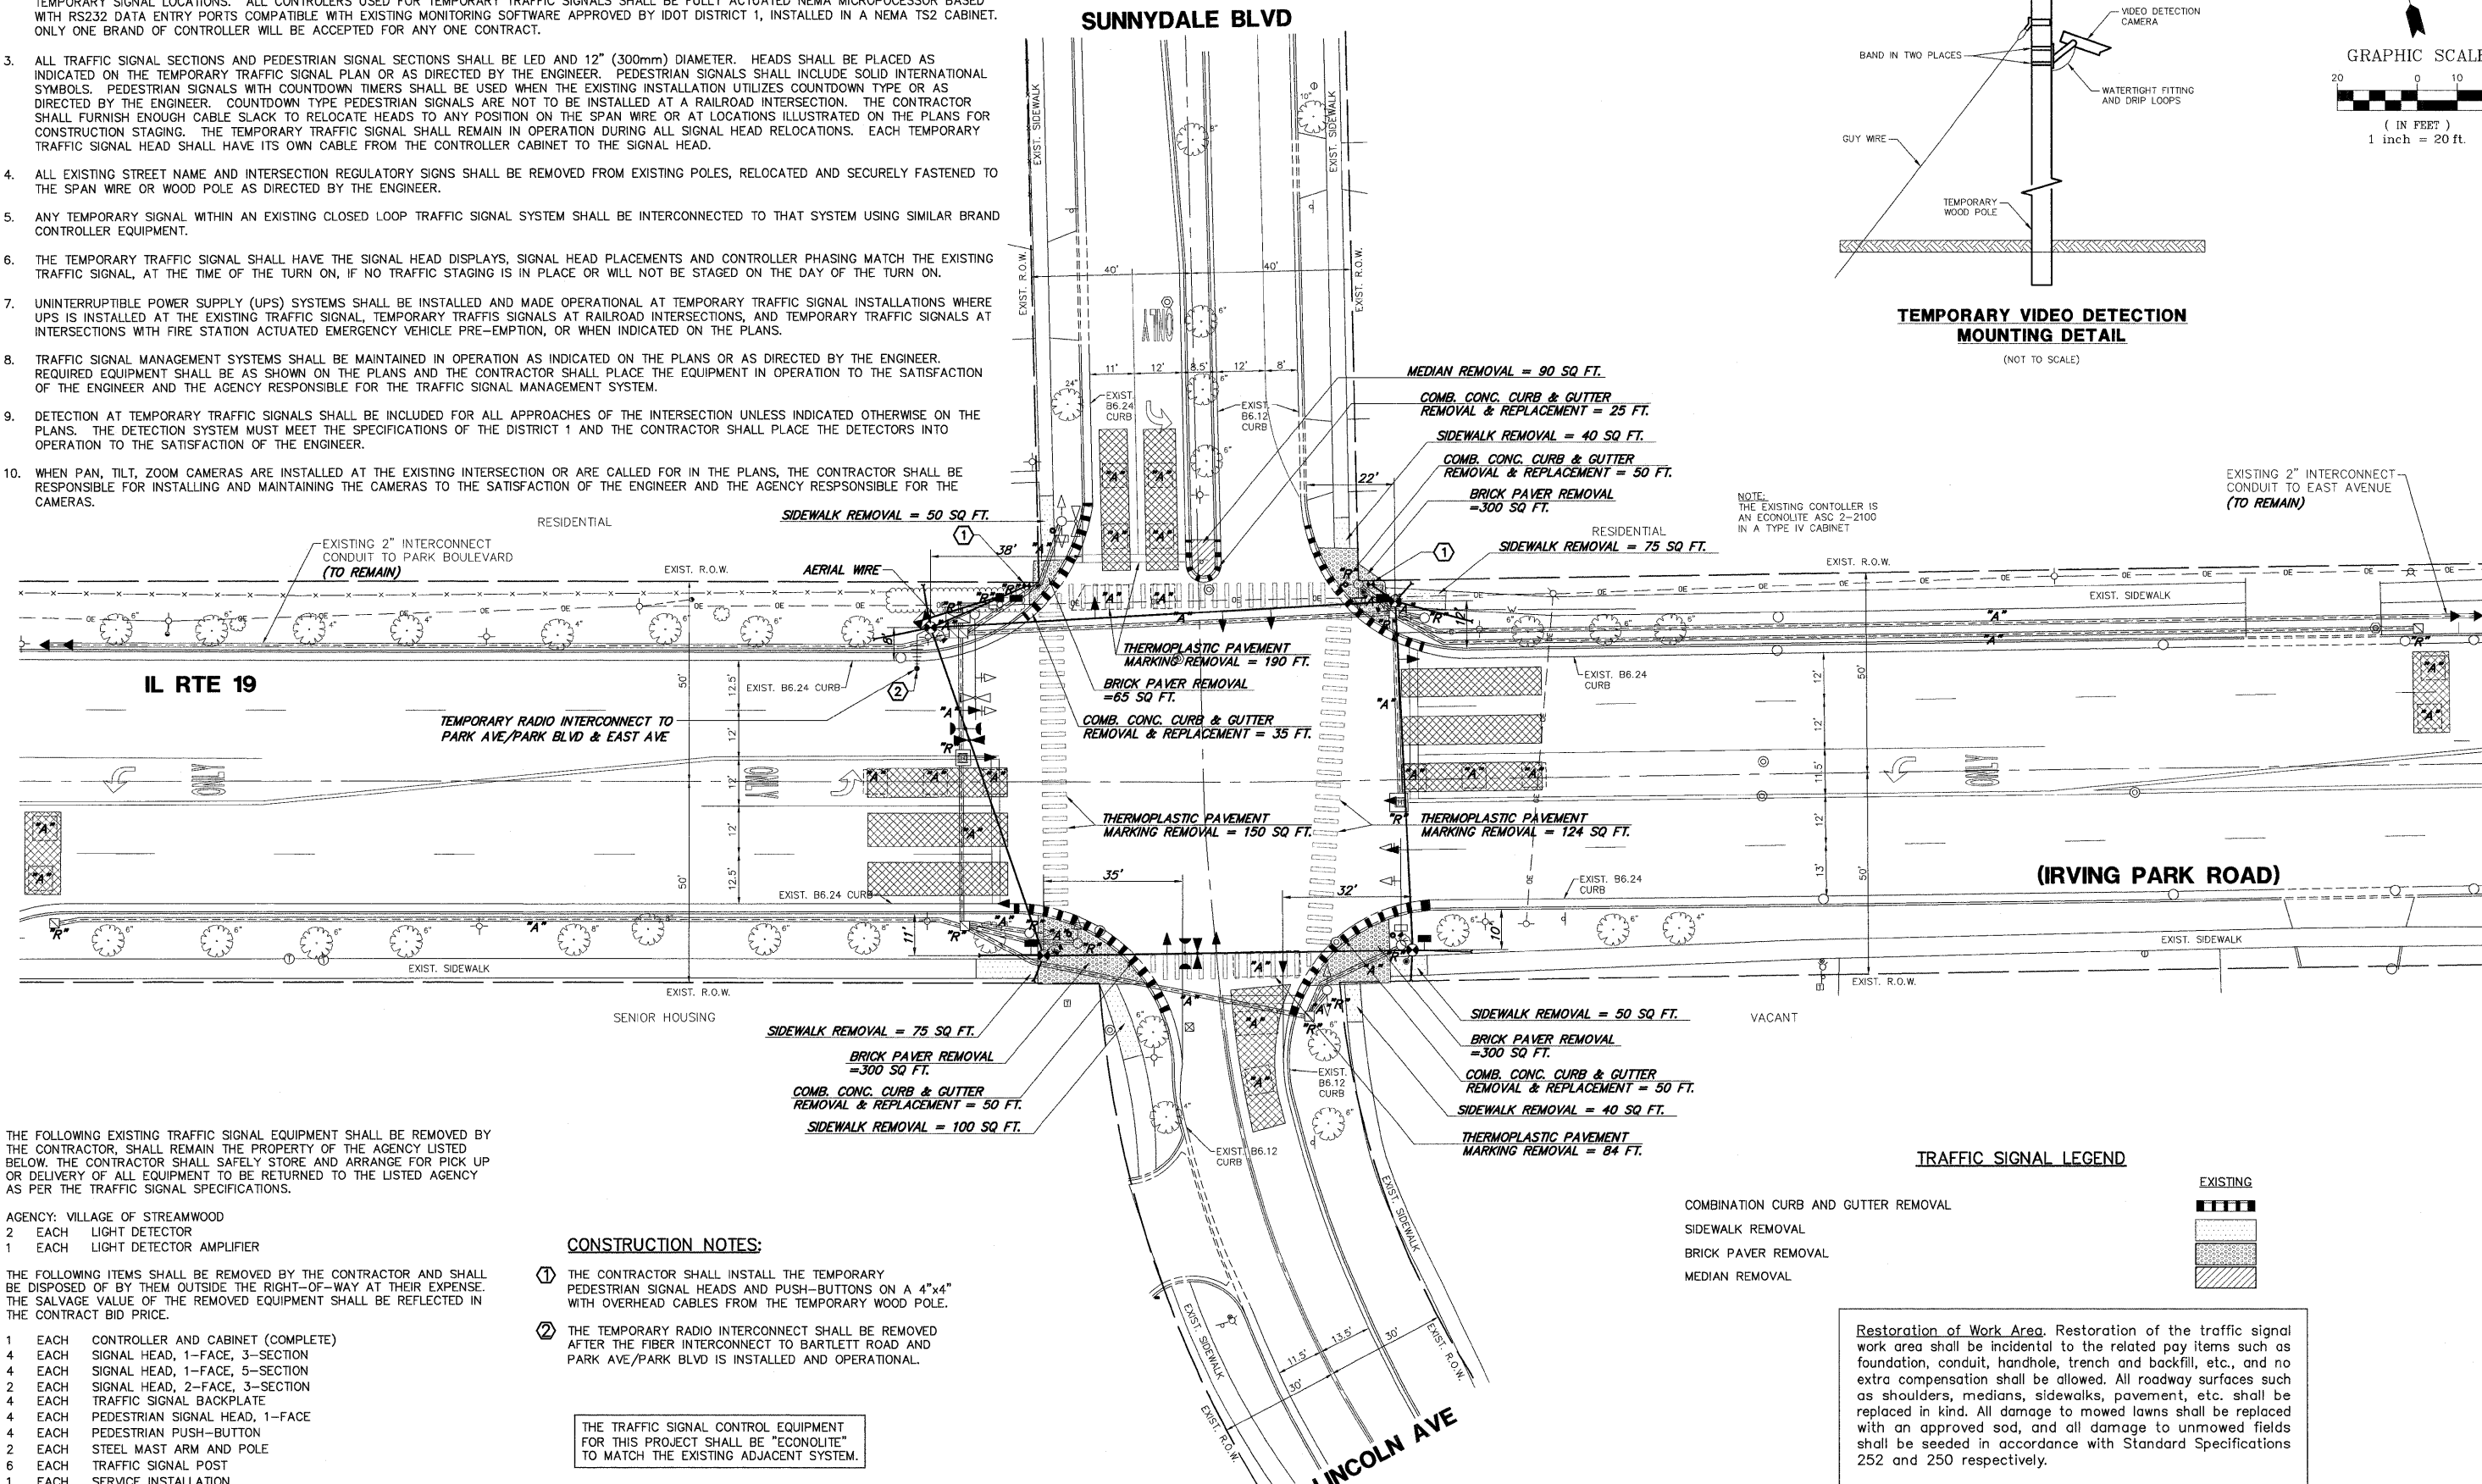 TEMPORARY SIGNAL LOCATIONS. ALL CONTROLERS USED FOR TEMPORARY TRAFFIC SIGNALS SHALL BE FULLY ACTUATED NEMA MICROPOCESSOR BASED
WITH RS232 DATA ENTRY PORTS COMPATIBLE WITH EXISTING MONITORING SOFTWARE APPROVED BY IDOT DISTRICT 1, INSTALLED IN A NEMA TS2 CABINET.
ONLY ONE BRAND OF CONTROLLER WILL BE ACCEPTED FOR ANY ONE CONTRACT.
3. ALL TRAFFIC SIGNAL SECTIONS AND PEDESTRIAN SIGNAL SECTIONS SHALL BE LED AND 12" (300mm) DIAMETER. HEADS SHALL BE PLACED AS
INDICATED ON THE TEMPORARY TRAFFIC SIGNAL PLAN OR AS DIRECTED BY THE ENGINEER. PEDESTRIAN SIGNALS SHALL INCLUDE SOLID INTERNATIONAL
SYMBOLS. PEDESTRIAN SIGNALS WITH COUNTDOWN TIMERS SHALL BE USED WHEN THE EXISTING INSTALLATION UTILIZES COUNTDOWN TYPE OR AS
DIRECTED BY THE ENGINEER. COUNTDOWN TYPE PEDESTRIAN SIGNALS ARE NOT TO BE INSTALLED AT A RAILROAD INTERSECTION. THE CONTRACTOR
SHALL FURNISH ENOUGH CABLE SLACK TO RELOCATE HEADS TO ANY POSITION ON THE SPAN WIRE OR AT LOCATIONS ILLUSTRATED ON THE PLANS FOR
CONSTRUCTION STAGING. THE TEMPORARY TRAFFIC SIGNAL SHALL REMAIN IN OPERATION DURING ALL SIGNAL HEAD RELOCATIONS. EACH TEMPORARY
TRAFFIC SIGNAL HEAD SHALL HAVE ITS OWN CABLE FROM THE CONTROLLER CABINET TO THE SIGNAL HEAD.
4. ALL EXISTING STREET NAME AND INTERSECTION REGULATORY SIGNS SHALL BE REMOVED FROM EXISTING POLES, RELOCATED AND SECURELY FASTENED TO
THE SPAN WIRE OR WOOD POLE AS DIRECTED BY THE ENGINEER.
5. ANY TEMPORARY SIGNAL WITHIN AN EXISTING CLOSED LOOP TRAFFIC SIGNAL SYSTEM SHALL BE INTERCONNECTED TO THAT SYSTEM USING SIMILAR BRAND
CONTROLLER EQUIPMENT.
6. THE TEMPORARY TRAFFIC SIGNAL SHALL HAVE THE SIGNAL HEAD DISPLAYS, SIGNAL HEAD PLACEMENTS AND CONTROLLER PHASING MATCH THE EXISTING
TRAFFIC SIGNAL, AT THE TIME OF THE TURN ON, IF NO TRAFFIC STAGING IS IN PLACE OR WILL NOT BE STAGED ON THE DAY OF THE TURN ON.
7. UNINTERRUPTIBLE POWER SUPPLY (UPS) SYSTEMS SHALL BE INSTALLED AND MADE OPERATIONAL AT TEMPORARY TRAFFIC SIGNAL INSTALLATIONS WHERE
UPS IS INSTALLED AT THE EXISTING TRAFFIC SIGNAL, TEMPORARY TRAFFIS SIGNALS AT RAILROAD INTERSECTIONS, AND TEMPORARY TRAFFIC SIGNALS AT
INTERSECTIONS WITH FIRE STATION ACTUATED EMERGENCY VEHICLE PRE-EMPTION, OR WHEN INDICATED ON THE PLANS.
8. TRAFFIC SIGNAL MANAGEMENT SYSTEMS SHALL BE MAINTAINED IN OPERATION AS INDICATED ON THE PLANS OR AS DIRECTED BY THE ENGINEER.
REQUIRED EQUIPMENT SHALL BE AS SHOWN ON THE PLANS AND THE CONTRACTOR SHALL PLACE THE EQUIPMENT IN OPERATION TO THE SATISFACTION
OF THE ENGINEER AND THE AGENCY RESPONSIBLE FOR THE TRAFFIC SIGNAL MANAGEMENT SYSTEM.
9. DETECTION AT TEMPORARY TRAFFIC SIGNALS SHALL BE INCLUDED FOR ALL APPROACHES OF THE INTERSECTION UNLESS INDICATED OTHERWISE ON THE
PLANS. THE DETECTION SYSTEM MUST MEET THE SPECIFICATIONS OF THE DISTRICT 1 AND THE CONTRACTOR SHALL PLACE THE DETECTORS INTO
OPERATION TO THE SATISFACTION OF THE ENGINEER.
10. WHEN PAN, TILT, ZOOM CAMERAS ARE INSTALLED AT THE EXISTING INTERSECTION OR ARE CALLED FOR IN THE PLANS, THE CONTRACTOR SHALL BE
RESPONSIBLE FOR INSTALLING AND MAINTAINING THE CAMERAS TO THE SATISFACTION OF THE ENGINEER AND THE AGENCY RESPSONSIBLE FOR THE
CAMERAS.
SUNNYDALE BLVD
EXIST. SIDEWALK
EXIST. SIDEWALK
EXIST. R.O.W.
EXIST. R.O.W.
40'
40'
ONLY
11'
12'
8.5'
12'
8'
EXIST.
B6.24
CURB
EXIST.
B6.12
CURB
VIDEO DETECTION
CAMERA
BAND IN TWO PLACES
WATERTIGHT FITTING
AND DRIP LOOPS
GUY WIRE
TEMPORARY
WOOD POLE
TEMPORARY VIDEO DETECTION
MOUNTING DETAIL
(NOT TO SCALE)
GRAPHIC SCALE
20
0
10
( IN FEET )
1 inch = 20 ft.
MEDIAN REMOVAL = 90 SQ FT.
COMB. CONC. CURB & GUTTER
REMOVAL & REPLACEMENT = 25 FT.
SIDEWALK REMOVAL = 40 SQ FT.
COMB. CONC. CURB & GUTTER
REMOVAL & REPLACEMENT = 50 FT.
22'
BRICK PAVER REMOVAL
=300 SQ FT.
RESIDENTIAL
SIDEWALK REMOVAL = 75 SQ FT.
NOTE:
THE EXISTING CONTOLLER IS
AN ECONOLITE ASC 2-2100
IN A TYPE IV CABINET
EXISTING 2" INTERCONNECT
CONDUIT TO EAST AVENUE
(TO REMAIN)
RESIDENTIAL
SIDEWALK REMOVAL = 50 SQ FT.
1
38'
1
EXISTING 2" INTERCONNECT
CONDUIT TO PARK BOULEVARD
(TO REMAIN)
AERIAL WIRE
EXIST. R.O.W.
EXIST. R.O.W.
EXIST. SIDEWALK
8'
12'
IL RTE 19
EXIST. B6.24 CURB
2
TEMPORARY RADIO INTERCONNECT TO
PARK AVE/PARK BLVD & EAST AVE
THERMOPLASTIC PAVEMENT
MARKING REMOVAL = 190 FT.
BRICK PAVER REMOVAL
=65 SQ FT.
COMB. CONC. CURB & GUTTER
REMOVAL & REPLACEMENT = 35 FT.
EXIST. B6.24
CURB
50'
12.5'
12'
12'
12'
12.5'
50'
12'
12'
11.5'
12'
13'
50'
50'
ONLY
ONLY
ONLY
THERMOPLASTIC PAVEMENT
MARKING REMOVAL = 150 SQ FT.
THERMOPLASTIC PAVEMENT
MARKING REMOVAL = 124 SQ FT.
35'
32'
EXIST. B6.24 CURB
EXIST. B6.24
CURB
(IRVING PARK ROAD)
11'
10'
EXIST. SIDEWALK
EXIST. SIDEWALK
EXIST. R.O.W.
EXIST. R.O.W.
SENIOR HOUSING
VACANT
SIDEWALK REMOVAL = 75 SQ FT.
BRICK PAVER REMOVAL
=300 SQ FT.
COMB. CONC. CURB & GUTTER
REMOVAL & REPLACEMENT = 50 FT.
SIDEWALK REMOVAL = 100 SQ FT.
EXIST. B6.12
CURB
EXIST.
B6.12
CURB
SIDEWALK REMOVAL = 50 SQ FT.
BRICK PAVER REMOVAL
=300 SQ FT.
COMB. CONC. CURB & GUTTER
REMOVAL & REPLACEMENT = 50 FT.
SIDEWALK REMOVAL = 40 SQ FT.
THERMOPLASTIC PAVEMENT
MARKING REMOVAL = 84 FT.
EXIST. SIDEWALK
EXIST. SIDEWALK
EXIST. R.O.W.
EXIST. R.O.W.
11.5'
13.5'
30'
30'
LINCOLN AVE
THE FOLLOWING EXISTING TRAFFIC SIGNAL EQUIPMENT SHALL BE REMOVED BY
THE CONTRACTOR, SHALL REMAIN THE PROPERTY OF THE AGENCY LISTED
BELOW. THE CONTRACTOR SHALL SAFELY STORE AND ARRANGE FOR PICK UP
OR DELIVERY OF ALL EQUIPMENT TO BE RETURNED TO THE LISTED AGENCY
AS PER THE TRAFFIC SIGNAL SPECIFICATIONS.
AGENCY: VILLAGE OF STREAMWOOD
2 EACH LIGHT DETECTOR
1 EACH LIGHT DETECTOR AMPLIFIER
THE FOLLOWING ITEMS SHALL BE REMOVED BY THE CONTRACTOR AND SHALL
BE DISPOSED OF BY THEM OUTSIDE THE RIGHT-OF-WAY AT THEIR EXPENSE.
THE SALVAGE VALUE OF THE REMOVED EQUIPMENT SHALL BE REFLECTED IN
THE CONTRACT BID PRICE.
1 EACH CONTROLLER AND CABINET (COMPLETE)
4 EACH SIGNAL HEAD, 1-FACE, 3-SECTION
4 EACH SIGNAL HEAD, 1-FACE, 5-SECTION
2 EACH SIGNAL HEAD, 2-FACE, 3-SECTION
4 EACH TRAFFIC SIGNAL BACKPLATE
4 EACH PEDESTRIAN SIGNAL HEAD, 1-FACE
4 EACH PEDESTRIAN PUSH-BUTTON
2 EACH STEEL MAST ARM AND POLE
6 EACH TRAFFIC SIGNAL POST
1 EACH SERVICE INSTALLATION
CONSTRUCTION NOTES:
1 THE CONTRACTOR SHALL INSTALL THE TEMPORARY
PEDESTRIAN SIGNAL HEADS AND PUSH-BUTTONS ON A 4"x4"
WITH OVERHEAD CABLES FROM THE TEMPORARY WOOD POLE.
2 THE TEMPORARY RADIO INTERCONNECT SHALL BE REMOVED
AFTER THE FIBER INTERCONNECT TO BARTLETT ROAD AND
PARK AVE/PARK BLVD IS INSTALLED AND OPERATIONAL.
THE TRAFFIC SIGNAL CONTROL EQUIPMENT
FOR THIS PROJECT SHALL BE "ECONOLITE"
TO MATCH THE EXISTING ADJACENT SYSTEM.
TRAFFIC SIGNAL LEGEND
EXISTING
COMBINATION CURB AND GUTTER REMOVAL
SIDEWALK REMOVAL
BRICK PAVER REMOVAL
MEDIAN REMOVAL
Restoration of Work Area. Restoration of the traffic signal
work area shall be incidental to the related pay items such as
foundation, conduit, handhole, trench and backfill, etc., and no
extra compensation shall be allowed. All roadway surfaces such
as shoulders, medians, sidewalks, pavement, etc. shall be
replaced in kind. All damage to mowed lawns shall be replaced
with an approved sod, and all damage to unmowed fields
shall be seeded in accordance with Standard Specifications
252 and 250 respectively.